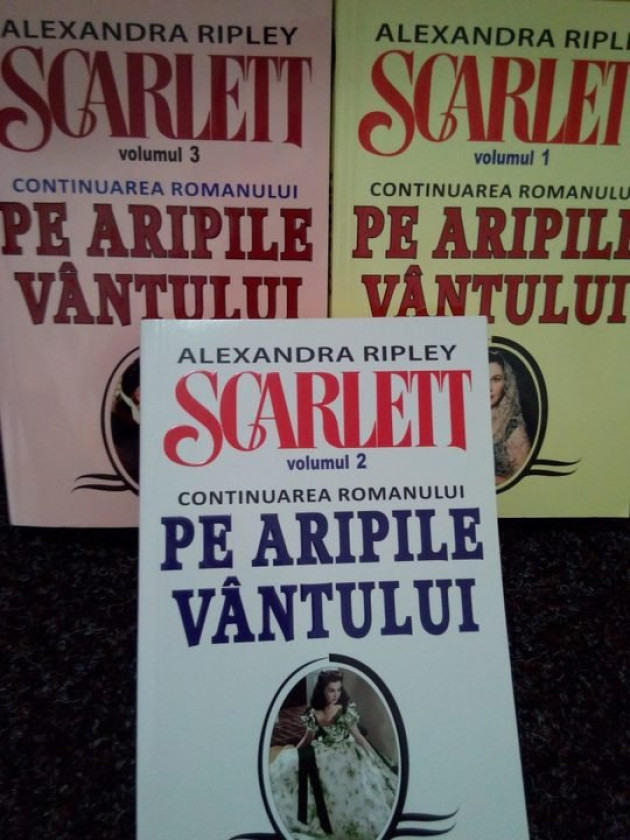 ALEXANDRA RIPLEY
SCARLETT
volumul 3
CONTINUAREA ROMANULUI
PE ARIPILE
VÂNTULUI
ALEXANDRA RIPL
SCARLET
volumul 1
CONTINUAREA ROMANULU
PE ARIPIL
VÂNTULUI
ALEXANDRA RIPLEY
SCARLETT
volumul 2
CONTINUAREA ROMANULUI
PE ARIPILE
VÂNTULUI